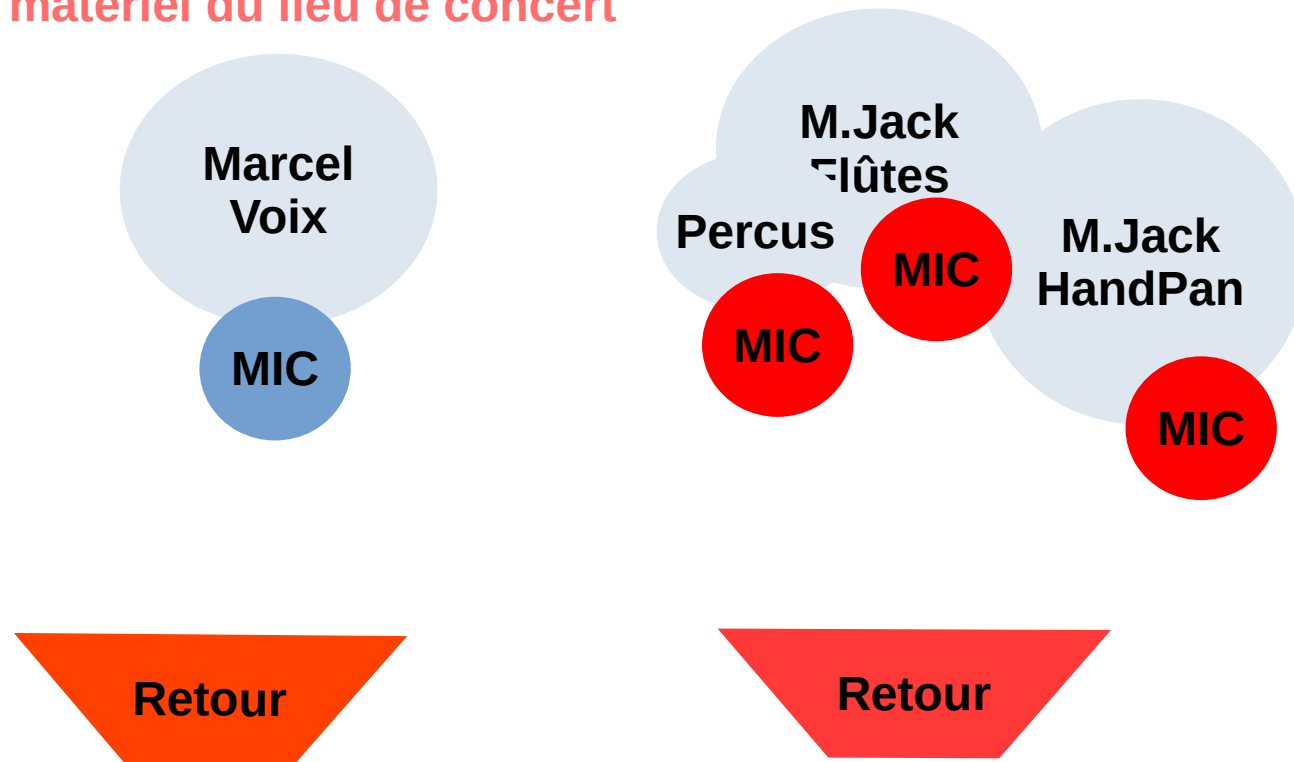 matériel du lieu de concert
Marcel
Voix
MIC
M.Jack
Flûtes
Percus
MIC
MIC
M.Jack
HandPan
MIC
Retour
Retour